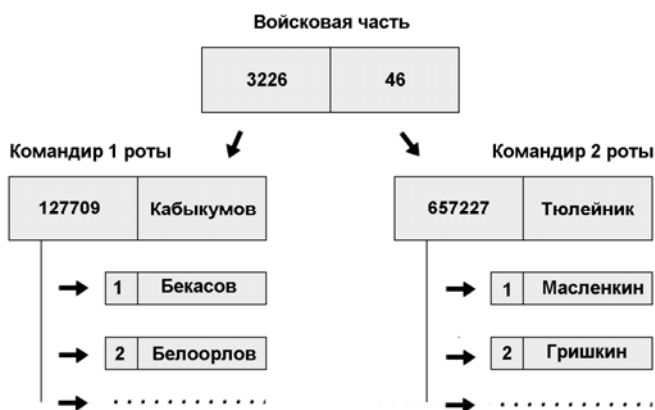 Войсковая часть
3226 46
Командир 1 роты Командир 2 роты
127709 Кабыкумов 657227 Тюлейник
1 Бекасов 1 Масленкин
2 Белоорлов 2 Гришкин